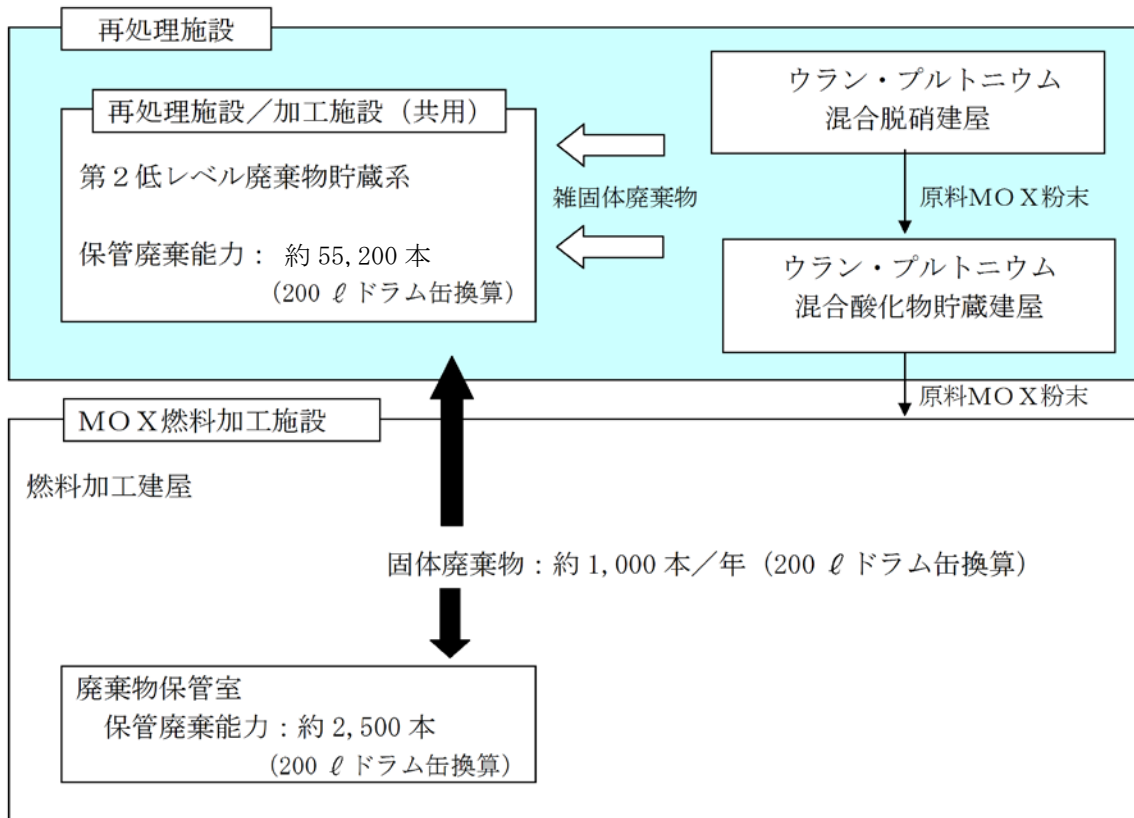 再処理施設
再処理施設／加工施設（共用）
第２低レベル廃棄物貯蔵系
保管廃棄能力： 約 55,200 本
（200 ℓ ドラム缶換算）
雑固体廃棄物
ウラン・プルトニウム
混合脱硝建屋
原料ＭＯＸ粉末
ウラン・プルトニウム
混合酸化物貯蔵建屋
原料ＭＯＸ粉末
ＭＯＸ燃料加工施設
燃料加工建屋
固体廃棄物：約 1,000 本／年（200 ℓ ドラム缶換算）
廃棄物保管室
保管廃棄能力：約 2,500 本
（200 ℓ ドラム缶換算）